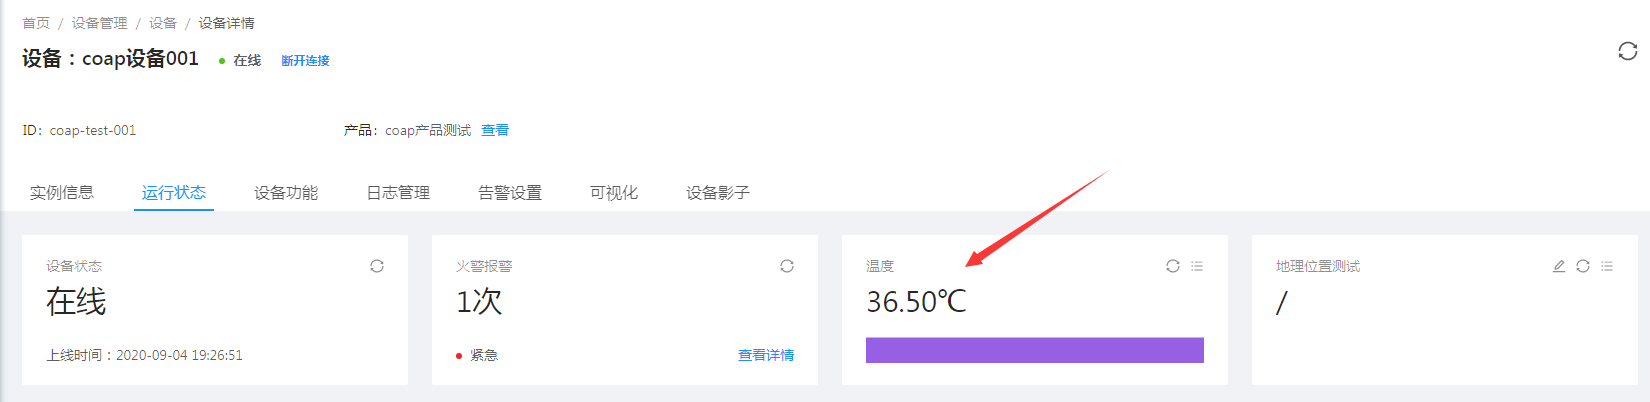 首页 / 设备管理 / 设备 / 设备详情
设备：coap设备001 在线 断开连接
ID：coap-test-001 产品：coap产品测试 查看
实例信息 运行状态 设备功能 日志管理 告警设置 可视化 设备影子
设备状态
在线
上线时间：2020-09-04 19:26:51
火警报警
1次
紧急 查看详情
温度
36.50℃
地理位置测试
/